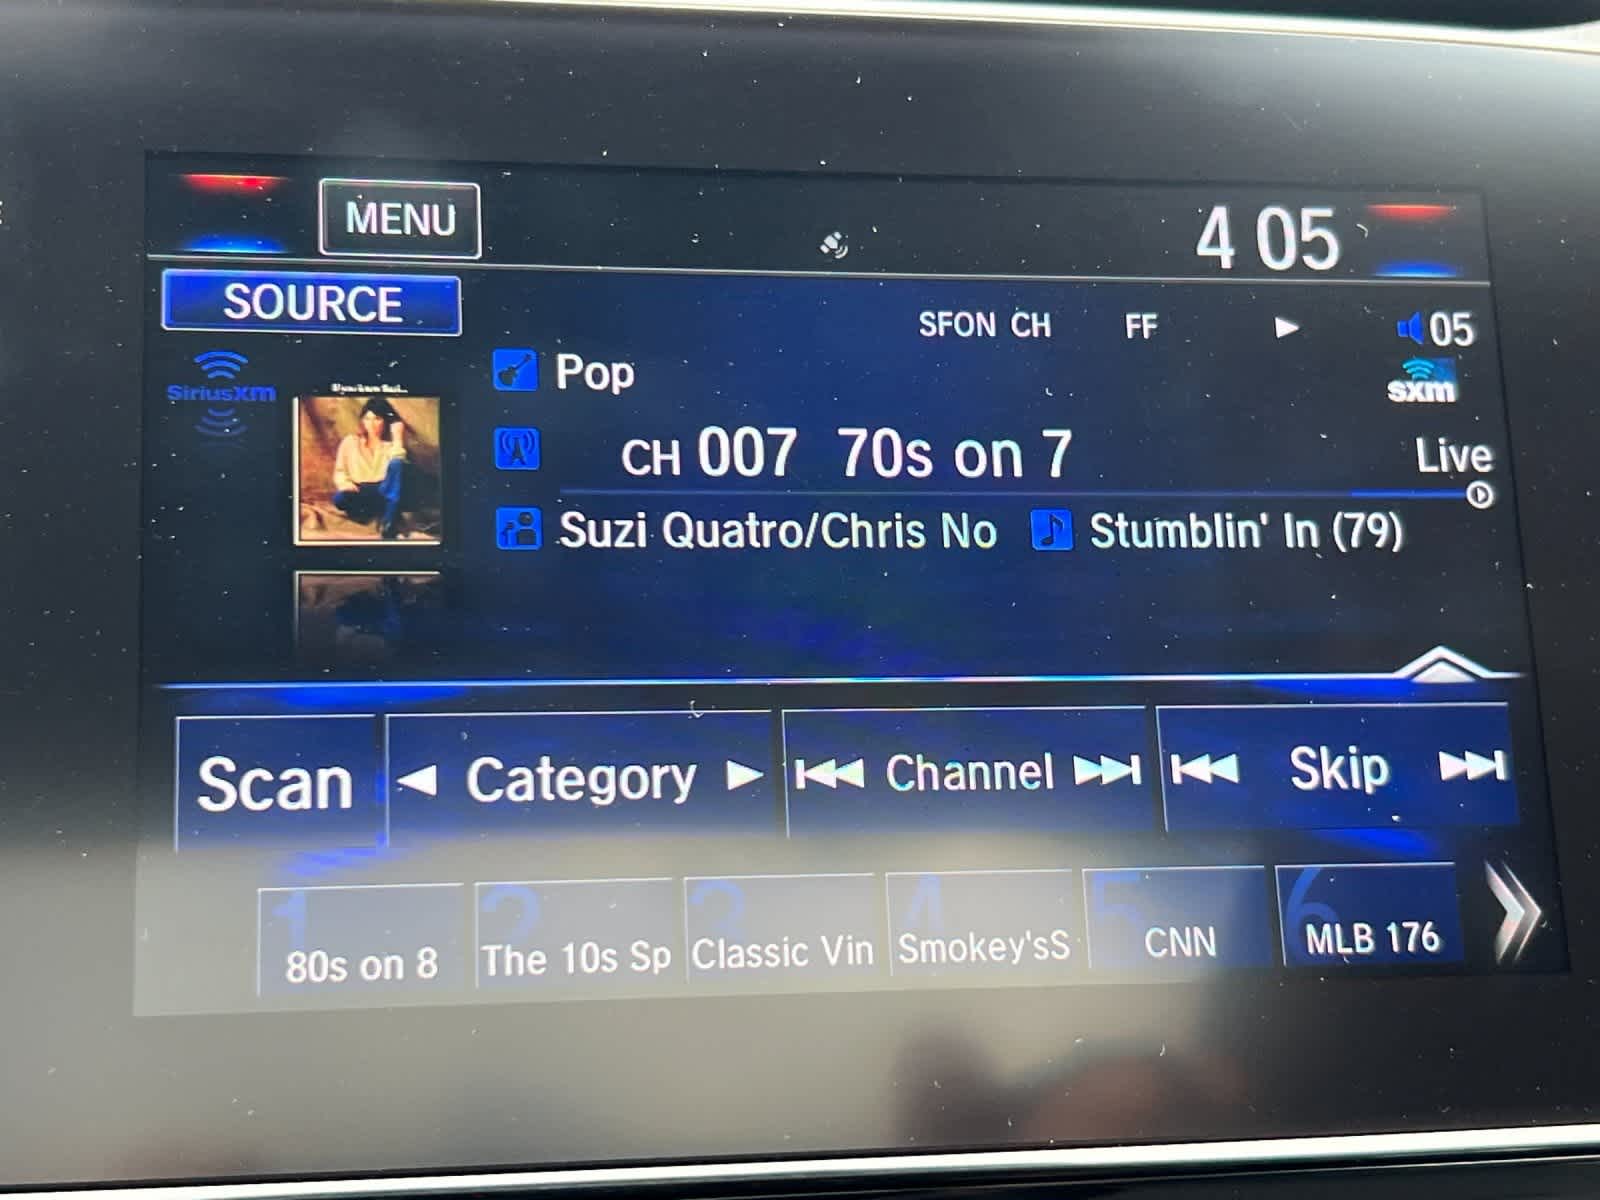 MENU
4 05
SOURCE
SFON CH FF 05
SiriusXM
sxm
Pop
CH 007 70s on 7
Live
Suzi Quatro/Chris No Stumblin' In (79)
Scan Category Channel Skip
1 2 3 4 5 6
80s on 8 The 10s Sp Classic Vin Smokey'sS CNN MLB 176